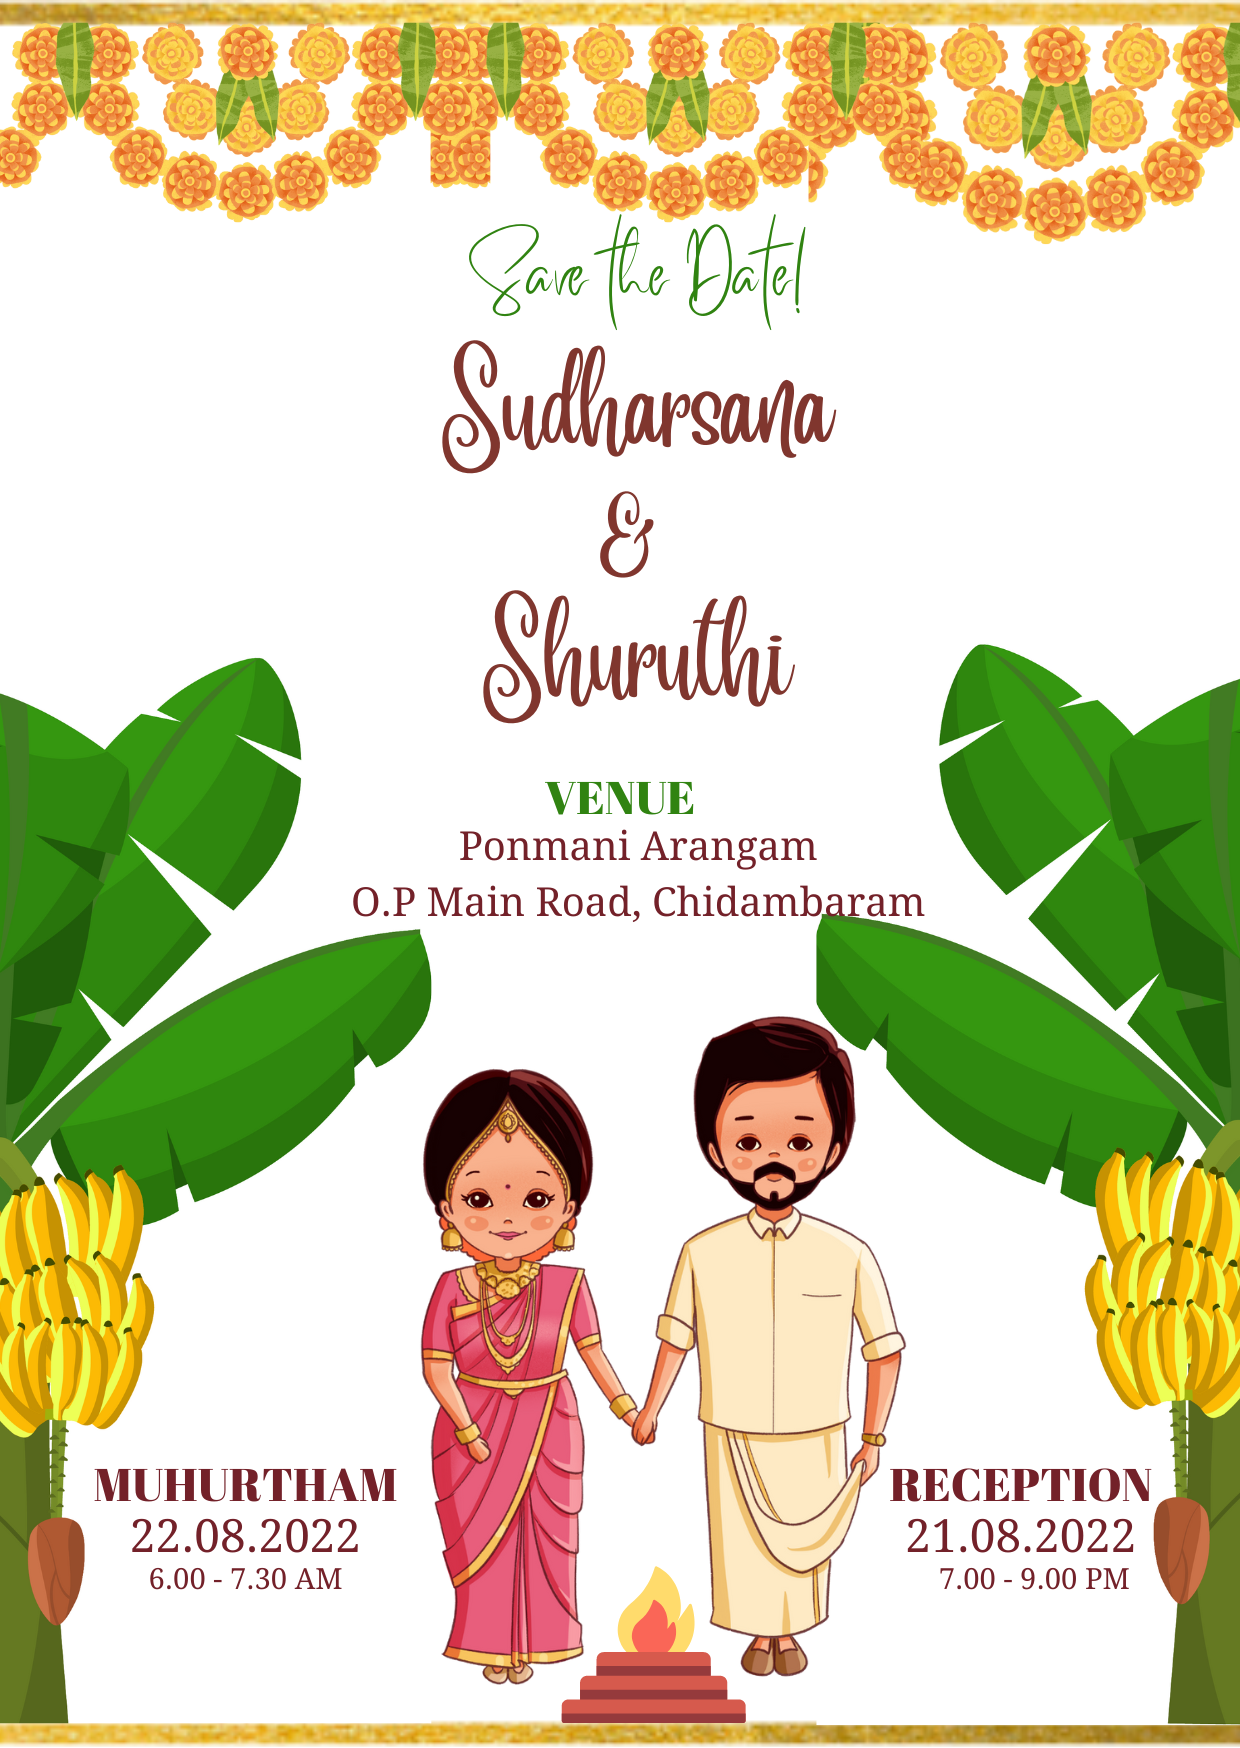 Save the Date!
Sudharsana
&
Shuruthi
VENUE
Ponmani Arangam
O.P Main Road, Chidambaram
MUHURTHAM
22.08.2022
6.00 - 7.30 AM
RECEPTION
21.08.2022
7.00 - 9.00 PM